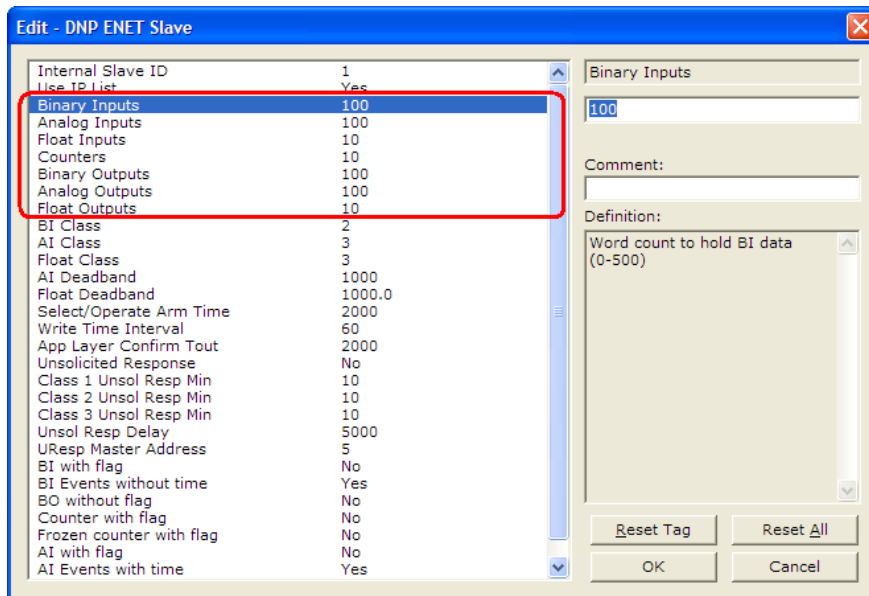 Edit - DNP ENET Slave
Internal Slave ID 1
Use IP List Yes
Binary Inputs 100
Analog Inputs 100
Float Inputs 10
Counters 10
Binary Outputs 100
Analog Outputs 100
Float Outputs 10
BI Class 2
AI Class 3
Float Class 3
AI Deadband 1000
Float Deadband 1000.0
Select/Operate Arm Time 2000
Write Time Interval 60
App Layer Confirm Tout 2000
Unsolicited Response No
Class 1 Unsol Resp Min 10
Class 2 Unsol Resp Min 10
Class 3 Unsol Resp Min 10
Unsol Resp Delay 5000
UResp Master Address 5
BI with flag No
BI Events without time Yes
BO without flag No
Counter with flag No
Frozen counter with flag No
AI with flag No
AI Events with time Yes
Binary Inputs
100
Comment:
Definition:
Word count to hold BI data
(0-500)
Reset Tag Reset All
OK Cancel